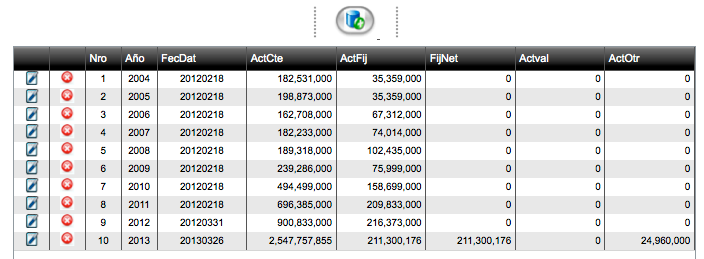 Nro Año FecDat ActCte ActFij FijNet Actval ActOtr
1 2004 20120218 182,531,000 35,359,000 0 0 0
2 2005 20120218 198,873,000 35,359,000 0 0 0
3 2006 20120218 162,708,000 67,312,000 0 0 0
4 2007 20120218 182,233,000 74,014,000 0 0 0
5 2008 20120218 189,318,000 102,435,000 0 0 0
6 2009 20120218 239,286,000 75,999,000 0 0 0
7 2010 20120218 494,499,000 158,699,000 0 0 0
8 2011 20120218 696,385,000 209,833,000 0 0 0
9 2012 20120331 900,833,000 216,373,000 0 0 0
10 2013 20130326 2,547,757,855 211,300,176 211,300,176 0 24,960,000